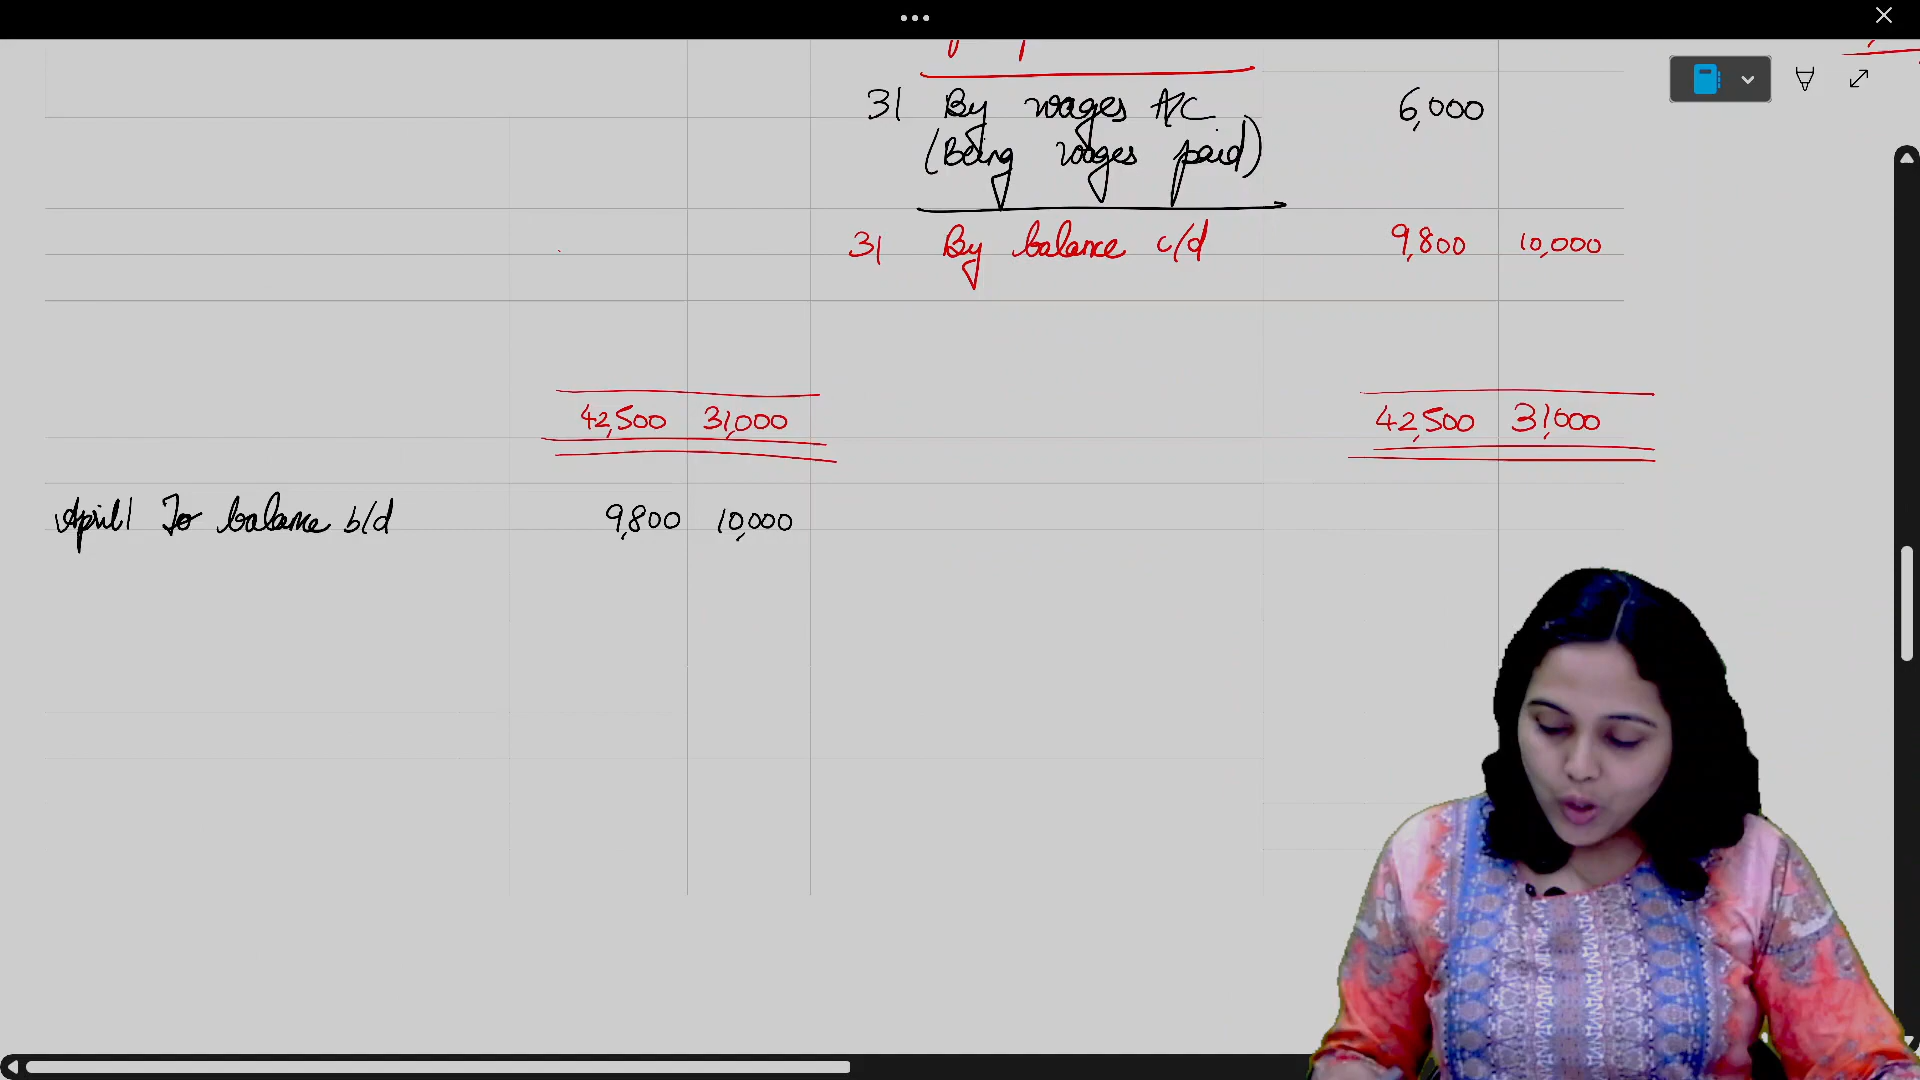 31 By wages A/C 6,000
(Being wages paid)
31 By balance c/d 9,800 10,000
42,500 31,000 42,500 31,000
April 1 To balance b/d 9,800 10,000